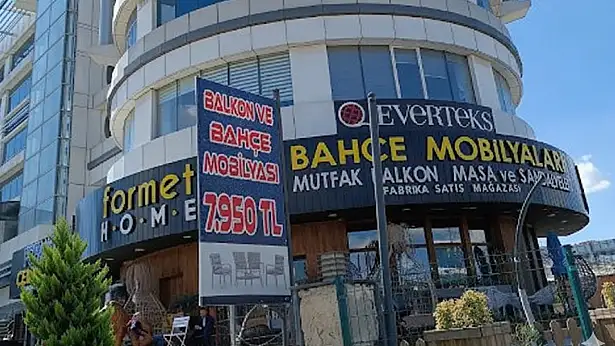 BALKON VE
BAHÇE
MOBİLYASI
7.950 TL
formet
HOME
EVERTEKS
BAHÇE MOBİLYALARI
MUTFAK BALKON MASA ve SANDALYELERİ
FABRİKA SATIŞ MAĞAZASI